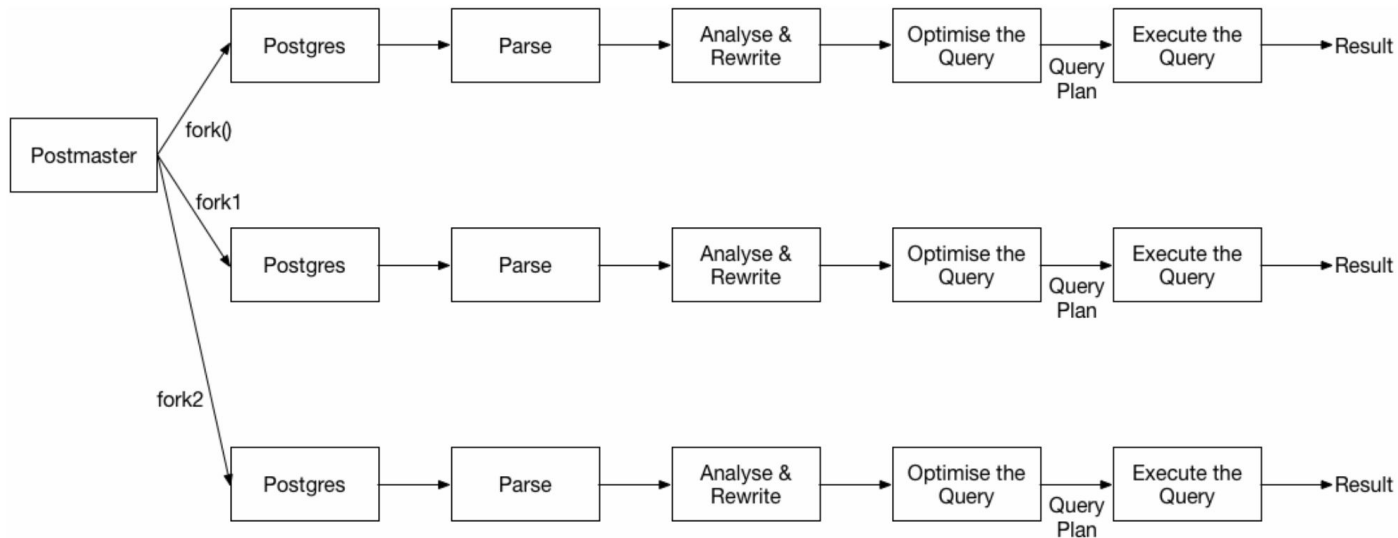 Postmaster
fork()
fork1
fork2
Postgres
Parse
Analyse &
Rewrite
Optimise the
Query
Query
Plan
Execute the
Query
Result
Postgres
Parse
Analyse &
Rewrite
Optimise the
Query
Query
Plan
Execute the
Query
Result
Postgres
Parse
Analyse &
Rewrite
Optimise the
Query
Query
Plan
Execute the
Query
Result